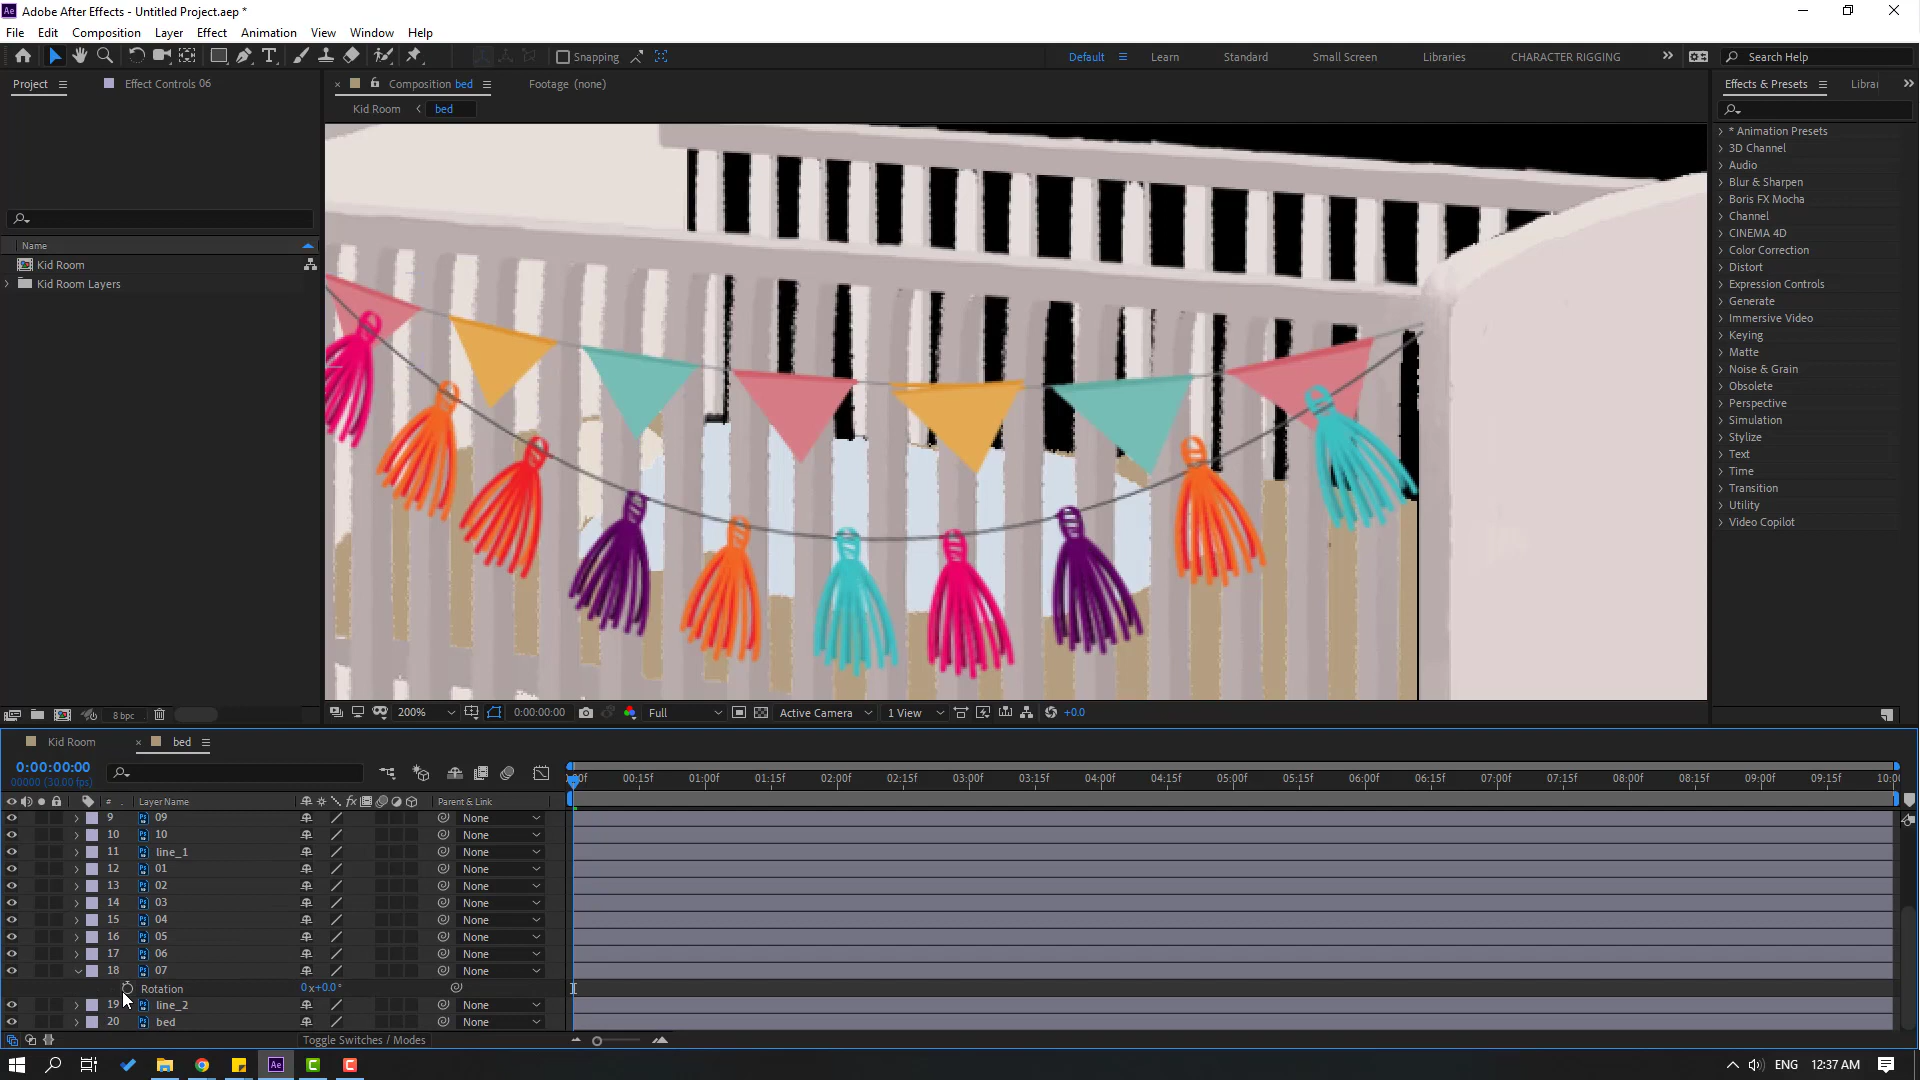 Adobe After Effects - Untitled Project.aep *
File Edit Composition Layer Effect Animation View Window Help
Snapping
Default Learn Standard Small Screen Libraries CHARACTER RIGGING
Search Help
Project Effect Controls 06
Composition bed
Footage (none)
Effects & Presets
Librar
Kid Room bed
* Animation Presets
3D Channel
Audio
Blur & Sharpen
Boris FX Mocha
Channel
CINEMA 4D
Color Correction
Distort
Expression Controls
Generate
Immersive Video
Keying
Matte
Noise & Grain
Obsolete
Perspective
Simulation
Stylize
Text
Time
Transition
Utility
Video Copilot
Name
Kid Room
Kid Room Layers
8 bpc
200% 0:00:00:00 Full Active Camera 1 View +0.0
Kid Room bed
0:00:00:00
00000 (30.00 fps)
00f 00:15f 01:00f 01:15f 02:00f 02:15f 03:00f 03:15f 04:00f 04:15f 05:00f 05:15f 06:00f 06:15f 07:00f 07:15f 08:00f 08:15f 09:00f 09:15f 10:00
# Layer Name Parent & Link
9 09 None
10 10 None
11 line_1 None
12 01 None
13 02 None
14 03 None
15 04 None
16 05 None
17 06 None
18 07 None
Rotation 0x+0.0°
19 line_2 None
20 bed None
Toggle Switches / Modes
ENG 12:37 AM